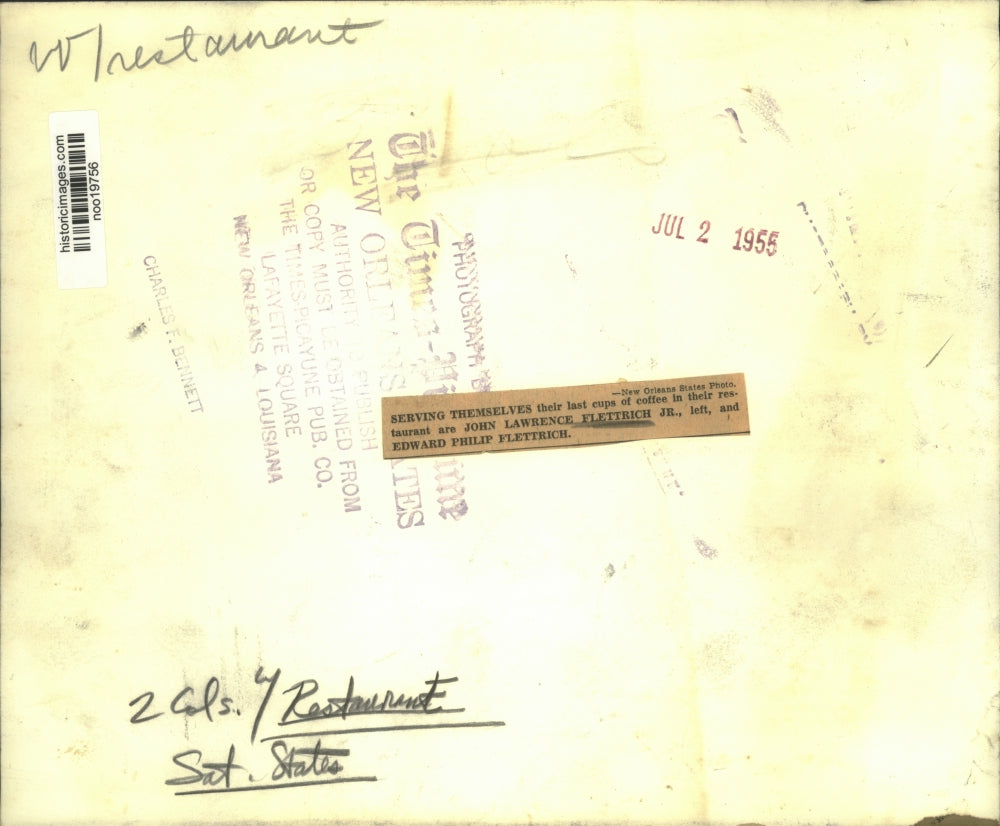 W/restaurant
historicimages.com
noo19756
JUL 2 1955
PHOTOGRAPH B
The Times-Pi une
NEW ORLEANS STATES
AUTHORITY TO PUBLISH
OR COPY MUST BE OBTAINED FROM
THE TIMES-PICAYUNE PUB. CO.
LAFAYETTE SQUARE
NEW ORLEANS 4 LOUISIANA
CHARLES F. BENNETT
—New Orleans States Photo.
SERVING THEMSELVES their last cups of coffee in their res-
taurant are JOHN LAWRENCE FLETTRICH JR., left, and
EDWARD PHILIP FLETTRICH.
2 Cols. w/ Restaurant
Sat. States